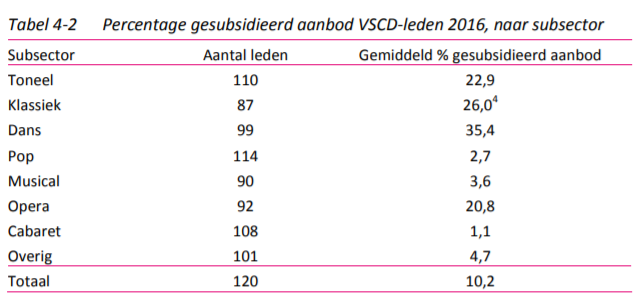 Tabel 4-2 Percentage gesubsidieerd aanbod VSCD-leden 2016, naar subsector
Subsector Aantal leden Gemiddeld % gesubsidieerd aanbod
Toneel 110 22,9
Klassiek 87 26,0⁴
Dans 99 35,4
Pop 114 2,7
Musical 90 3,6
Opera 92 20,8
Cabaret 108 1,1
Overig 101 4,7
Totaal 120 10,2